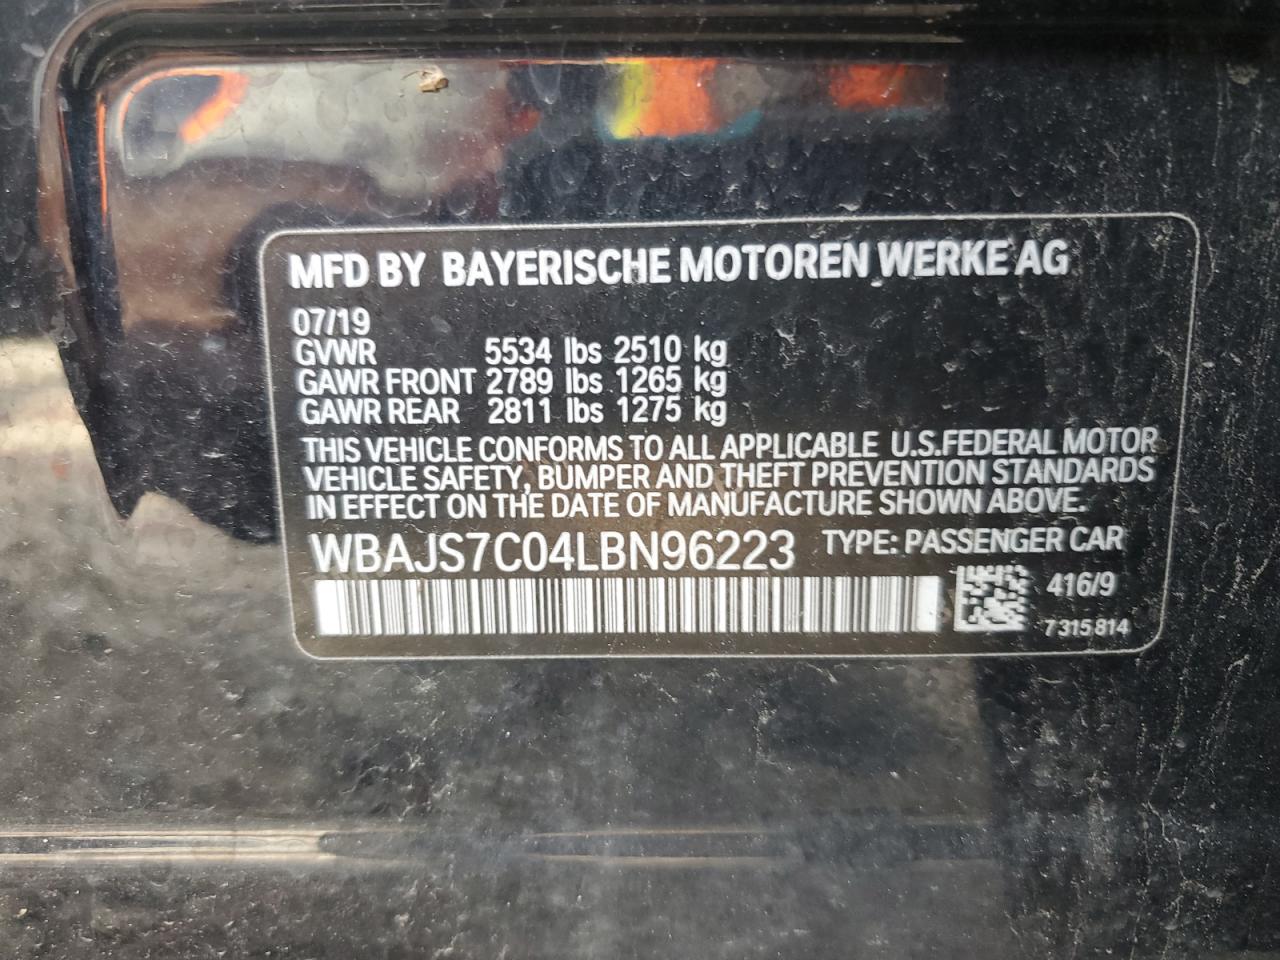 MFD BY BAYERISCHE MOTOREN WERKE AG
07/19
GVWR 5534 lbs 2510 kg
GAWR FRONT 2789 lbs 1265 kg
GAWR REAR 2811 lbs 1275 kg
THIS VEHICLE CONFORMS TO ALL APPLICABLE U.S.FEDERAL MOTOR
VEHICLE SAFETY, BUMPER AND THEFT PREVENTION STANDARDS
IN EFFECT ON THE DATE OF MANUFACTURE SHOWN ABOVE.
WBAJS7C04LBN96223 TYPE: PASSENGER CAR
416/9
7 315 814